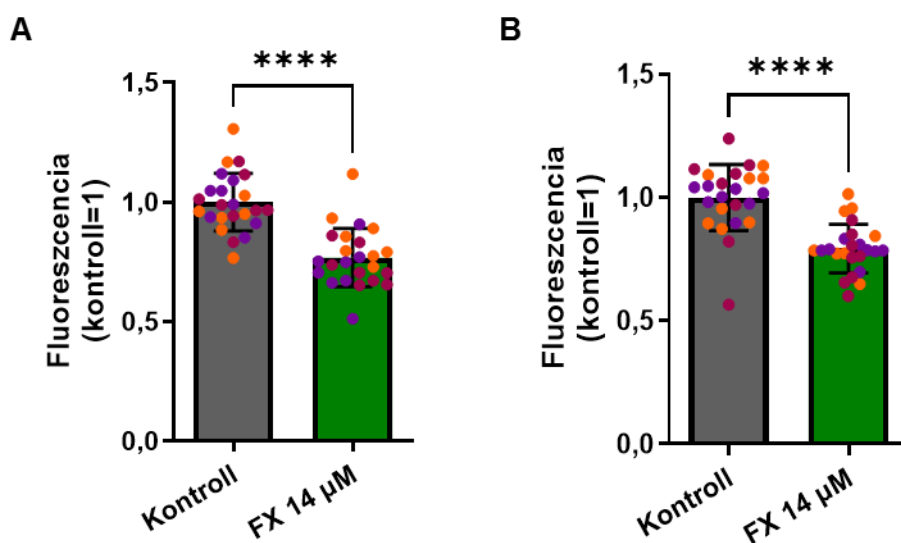 A
****
1,5
1,0
0,5
0,0
Fluoreszcencia
(kontroll=1)
Kontroll
FX 14 µM
B
****
1,5
1,0
0,5
0,0
Fluoreszcencia
(kontroll=1)
Kontroll
FX 14 µM